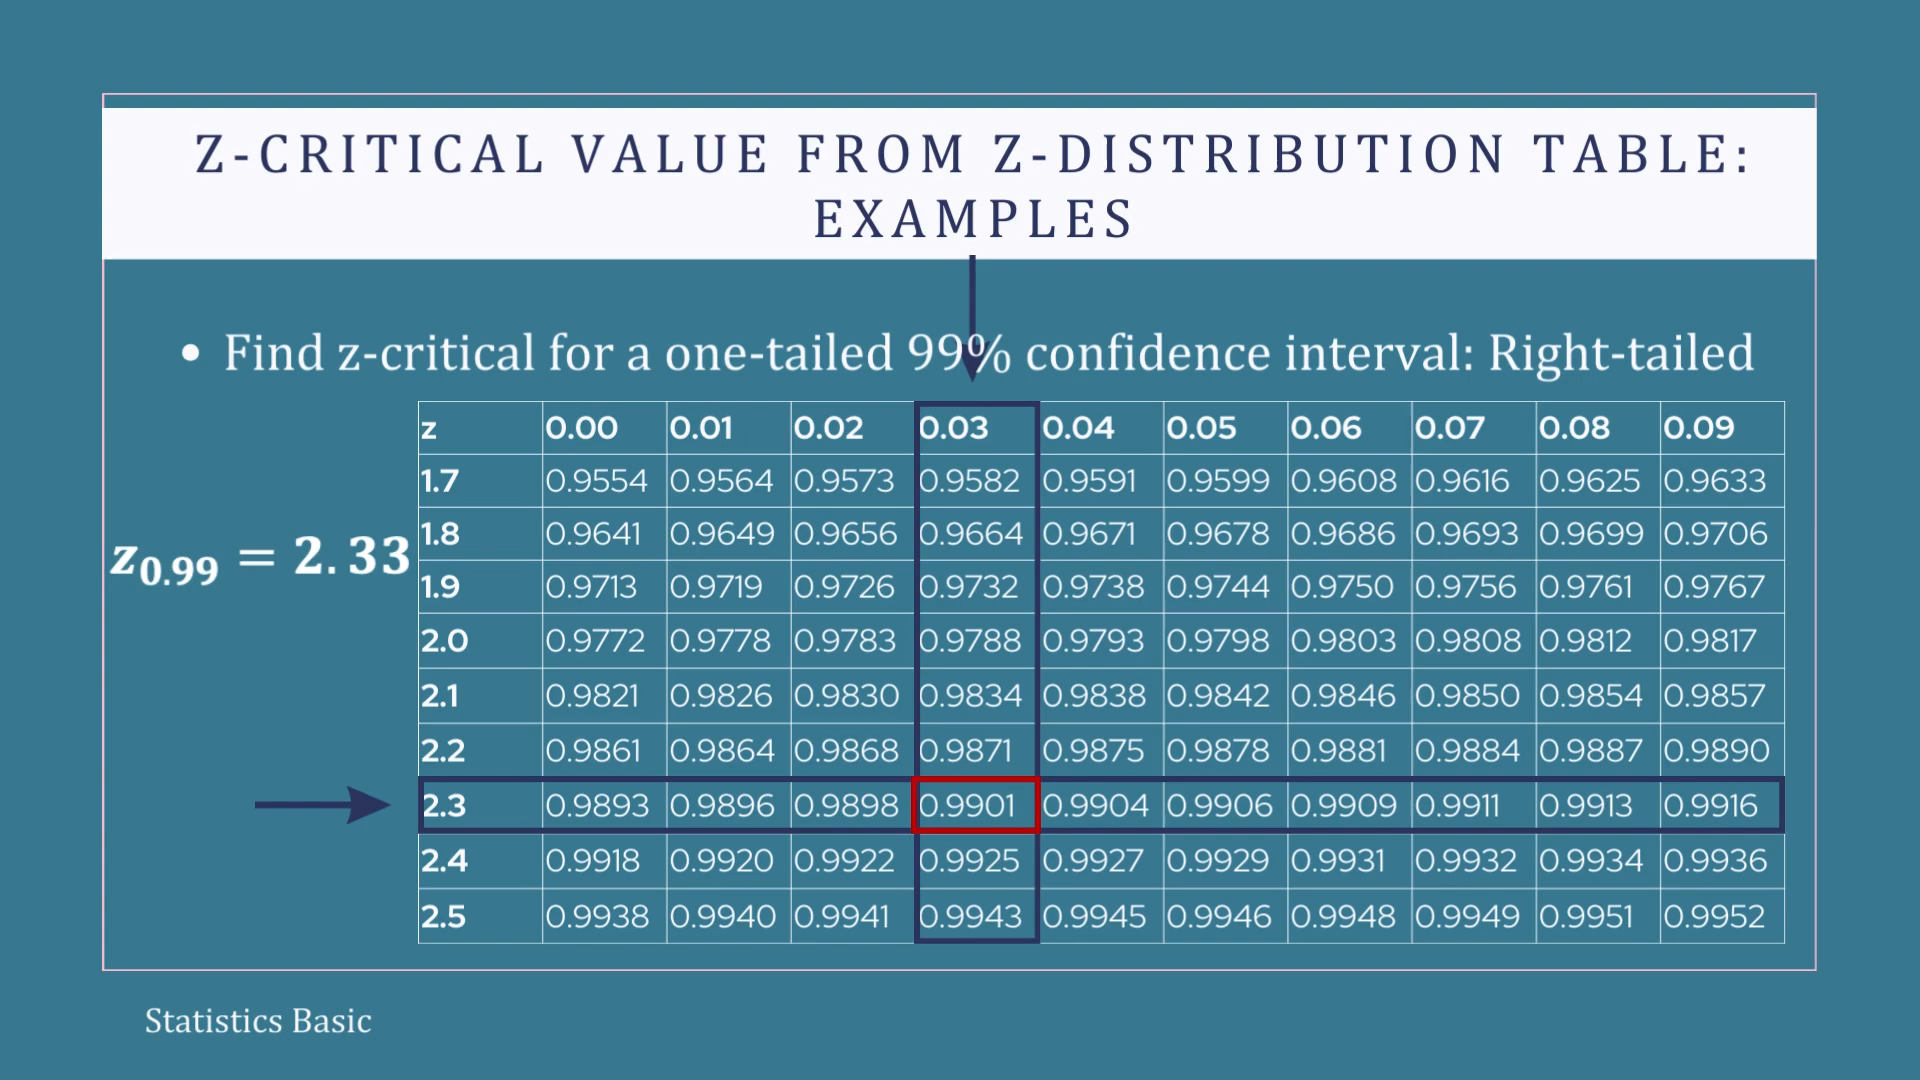 Z-CRITICAL VALUE FROM Z-DISTRIBUTION TABLE:
EXAMPLES
• Find z-critical for a one-tailed 99% confidence interval: Right-tailed
z0.99 = 2.33
z 0.00 0.01 0.02 0.03 0.04 0.05 0.06 0.07 0.08 0.09
1.7 0.9554 0.9564 0.9573 0.9582 0.9591 0.9599 0.9608 0.9616 0.9625 0.9633
1.8 0.9641 0.9649 0.9656 0.9664 0.9671 0.9678 0.9686 0.9693 0.9699 0.9706
1.9 0.9713 0.9719 0.9726 0.9732 0.9738 0.9744 0.9750 0.9756 0.9761 0.9767
2.0 0.9772 0.9778 0.9783 0.9788 0.9793 0.9798 0.9803 0.9808 0.9812 0.9817
2.1 0.9821 0.9826 0.9830 0.9834 0.9838 0.9842 0.9846 0.9850 0.9854 0.9857
2.2 0.9861 0.9864 0.9868 0.9871 0.9875 0.9878 0.9881 0.9884 0.9887 0.9890
2.3 0.9893 0.9896 0.9898 0.9901 0.9904 0.9906 0.9909 0.9911 0.9913 0.9916
2.4 0.9918 0.9920 0.9922 0.9925 0.9927 0.9929 0.9931 0.9932 0.9934 0.9936
2.5 0.9938 0.9940 0.9941 0.9943 0.9945 0.9946 0.9948 0.9949 0.9951 0.9952
Statistics Basic